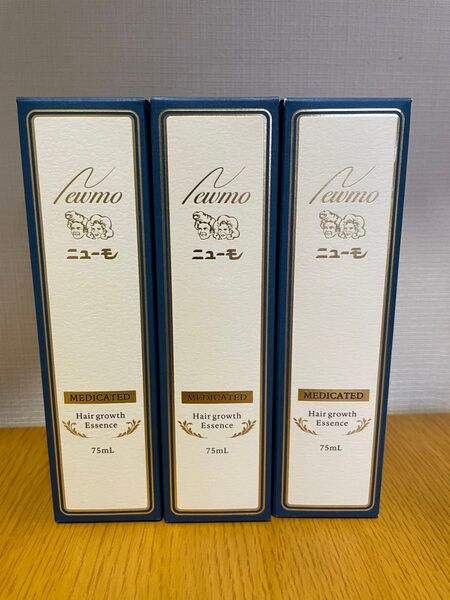 Newmo
ニューモ
MEDICATED
Hair growth
Essence
75mL
Newmo
ニューモ
MEDICATED
Hair growth
Essence
75mL
Newmo
ニューモ
MEDICATED
Hair growth
Essence
75mL